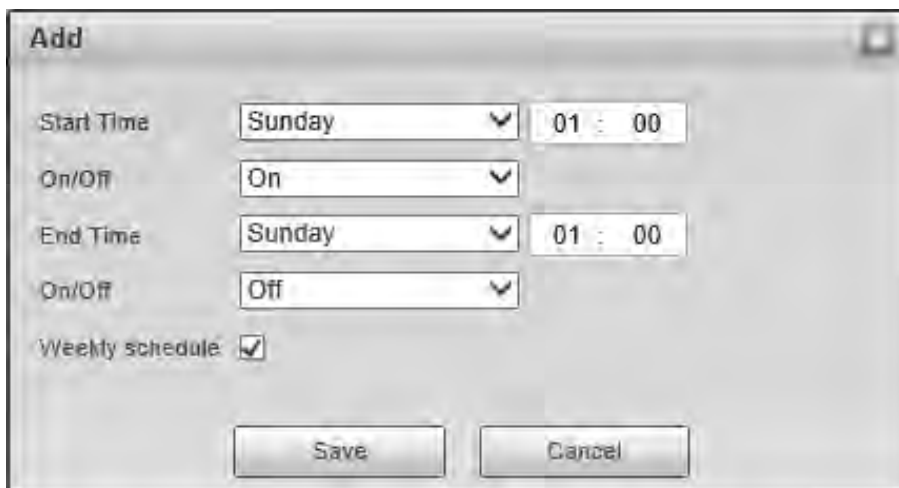 Add
Start Time Sunday 01 : 00
On/Off On
End Time Sunday 01 : 00
On/Off Off
Weekly schedule
Save Cancel